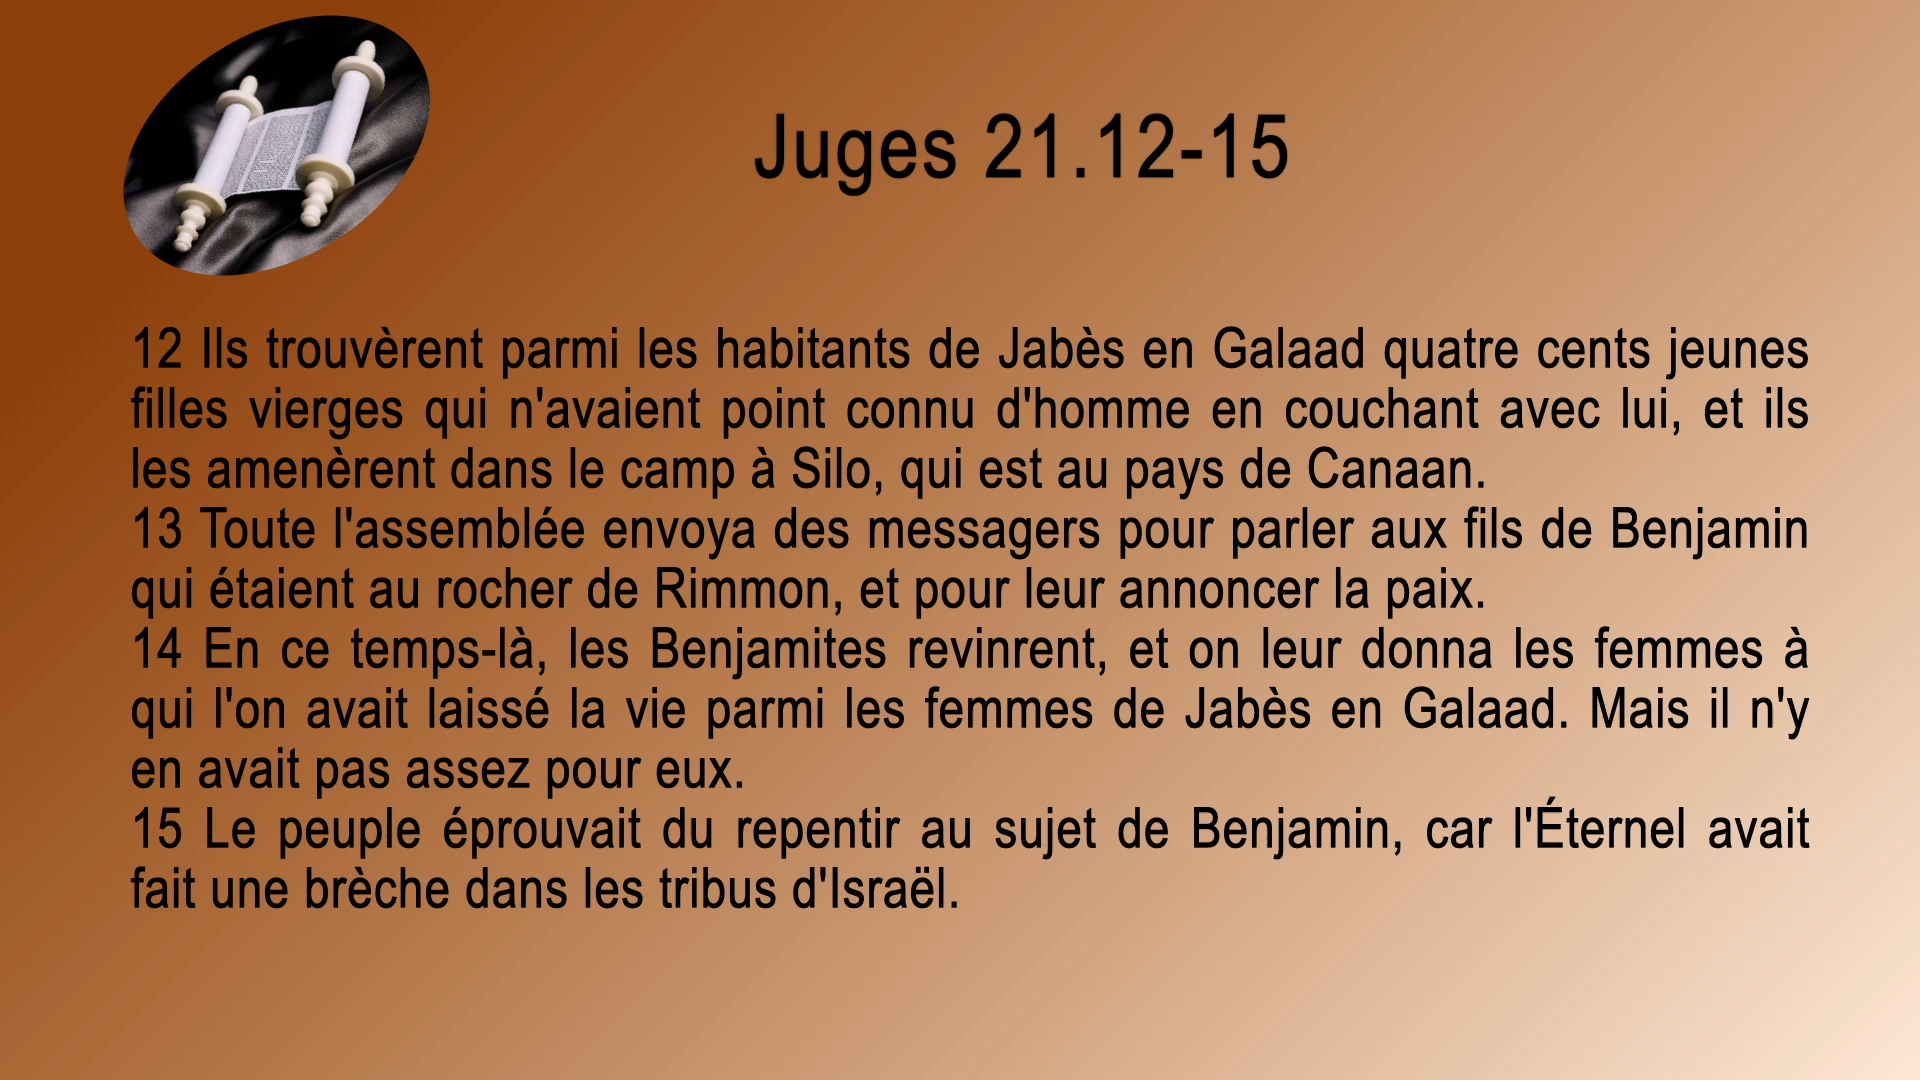 Juges 21.12-15
12 Ils trouvèrent parmi les habitants de Jabès en Galaad quatre cents jeunes
filles vierges qui n'avaient point connu d'homme en couchant avec lui, et ils
les amenèrent dans le camp à Silo, qui est au pays de Canaan.
13 Toute l'assemblée envoya des messagers pour parler aux fils de Benjamin
qui étaient au rocher de Rimmon, et pour leur annoncer la paix.
14 En ce temps-là, les Benjamites revinrent, et on leur donna les femmes à
qui l'on avait laissé la vie parmi les femmes de Jabès en Galaad. Mais il n'y
en avait pas assez pour eux.
15 Le peuple éprouvait du repentir au sujet de Benjamin, car l'Éternel avait
fait une brèche dans les tribus d'Israël.